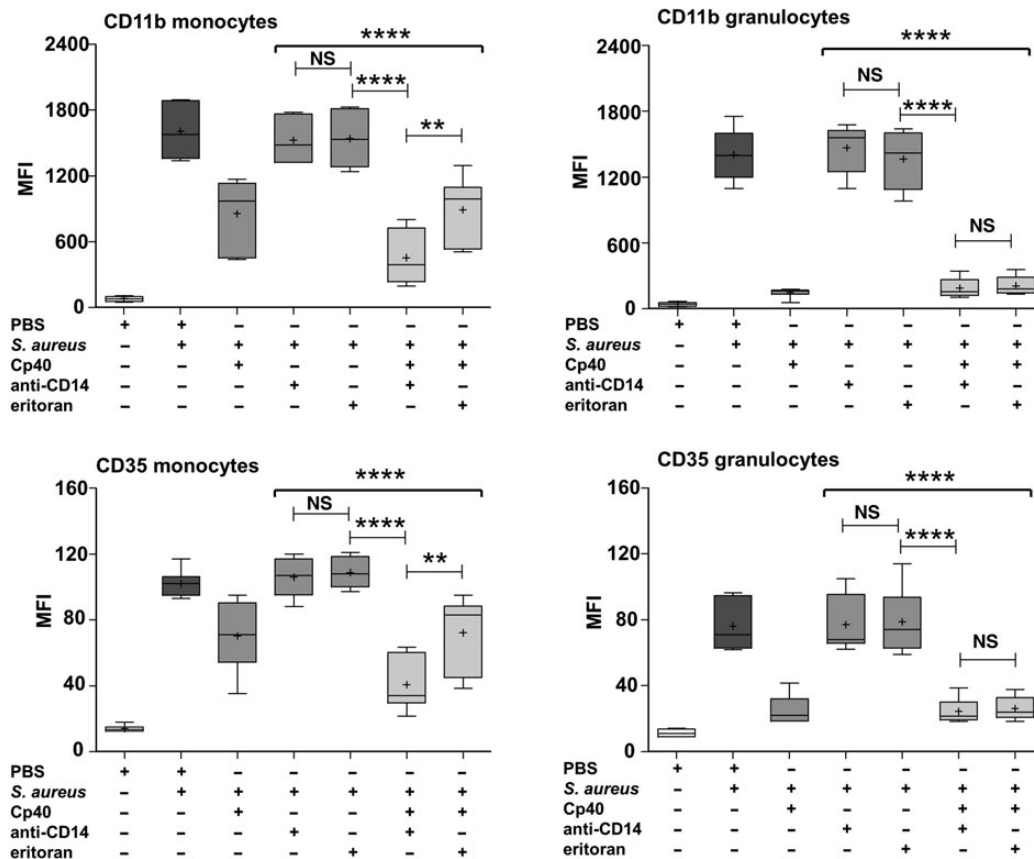 CD11b monocytes
2400
1800
1200
600
0
MFI
****
NS
****
**
PBS + + – – – – –
S. aureus – + + + + + +
Cp40 – – + – – + +
anti-CD14 – – – + – + –
eritoran – – – – + – +
CD11b granulocytes
2400
1800
1200
600
0
MFI
****
NS
****
NS
PBS + + – – – – –
S. aureus – + + + + + +
Cp40 – – + – – + +
anti-CD14 – – – + – + –
eritoran – – – – + – +
CD35 monocytes
160
120
80
40
0
MFI
****
NS
****
**
PBS + + – – – – –
S. aureus – + + + + + +
Cp40 – – + – – + +
anti-CD14 – – – + – + –
eritoran – – – – + – +
CD35 granulocytes
160
120
80
40
0
MFI
****
NS
****
NS
PBS + + – – – – –
S. aureus – + + + + + +
Cp40 – – + – – + +
anti-CD14 – – – + – + –
eritoran – – – – + – +